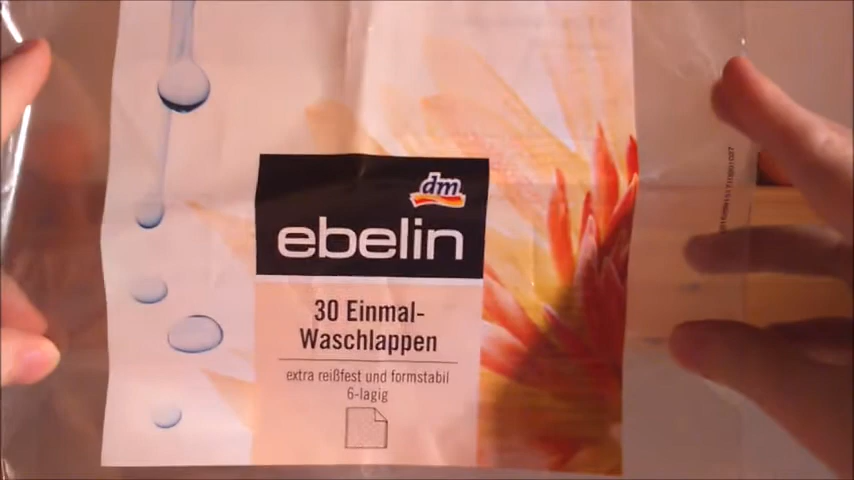 dm
ebelin
30 Einmal-
Waschlappen
extra reißfest und formstabil
6-lagig